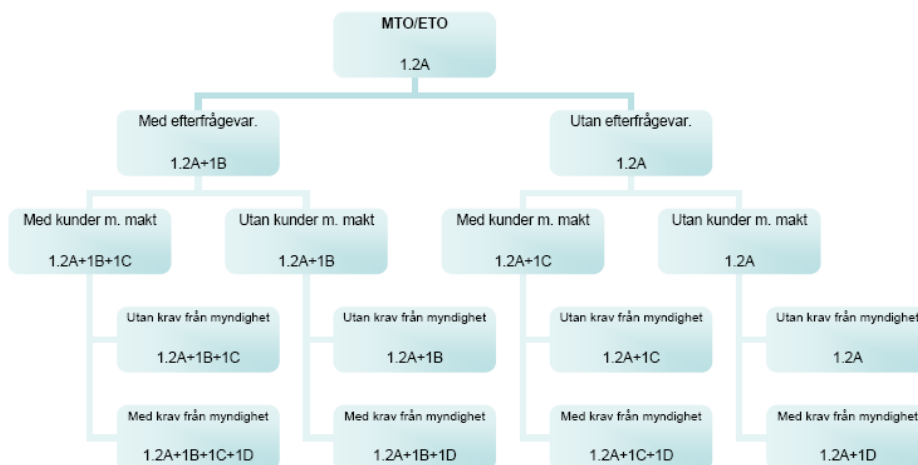 MTO/ETO
1.2A
Med efterfrågevar.
1.2A+1B
Utan efterfrågevar.
1.2A
Med kunder m. makt
1.2A+1B+1C
Utan kunder m. makt
1.2A+1B
Med kunder m. makt
1.2A+1C
Utan kunder m. makt
1.2A
Utan krav från myndighet
1.2A+1B+1C
Utan krav från myndighet
1.2A+1B
Utan krav från myndighet
1.2A+1C
Utan krav från myndighet
1.2A
Med krav från myndighet
1.2A+1B+1C+1D
Med krav från myndighet
1.2A+1B+1D
Med krav från myndighet
1.2A+1C+1D
Med krav från myndighet
1.2A+1D